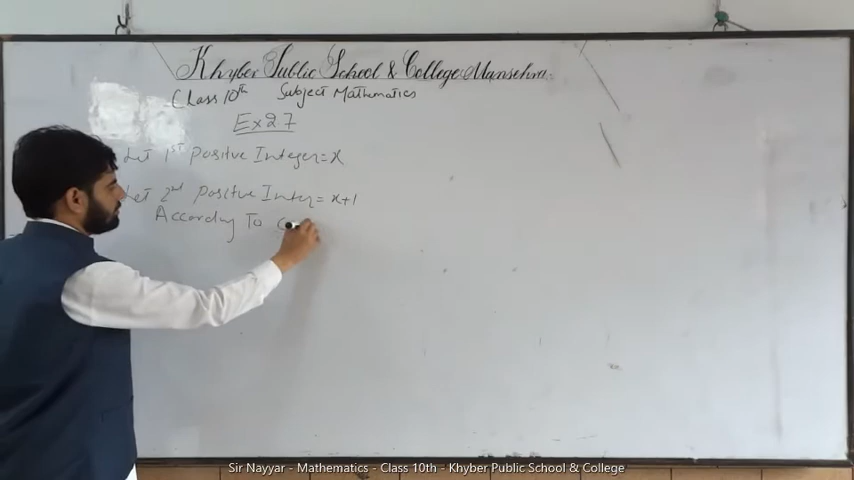 Khyber Public School & College Mansehra.
Class 10th Subject Mathematics
Ex 2.7
Let 1st Positive Integer = x
Let 2nd Positive Inter = x+1
According To C
Sir Nayyar - Mathematics - Class 10th - Khyber Public School & College